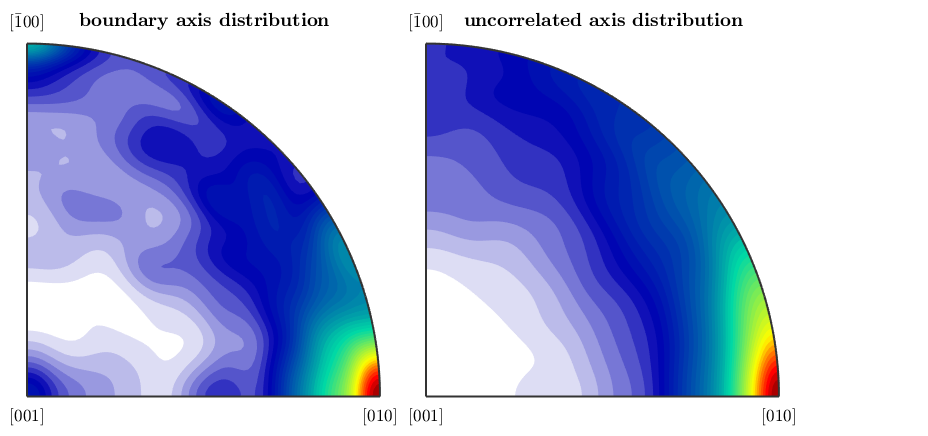 [1̄00] boundary axis distribution
[1̄00] uncorrelated axis distribution
[001] [010] [001] [010]